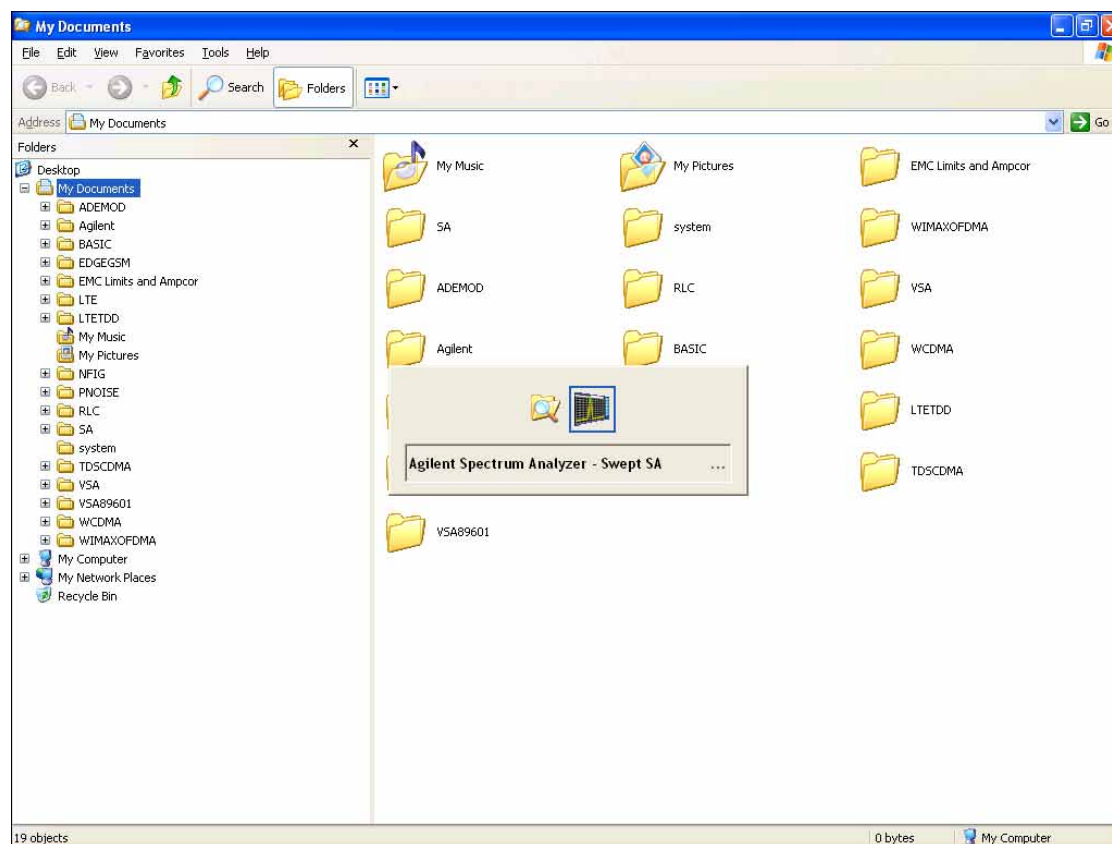 My Documents
File Edit View Favorites Tools Help
Back Search Folders
Address My Documents Go
Folders
Desktop
My Documents
ADEMOD
Agilent
BASIC
EDGEGSM
EMC Limits and Ampcor
LTE
LTETDD
My Music
My Pictures
NFIG
PNOISE
RLC
SA
system
TDSCDMA
VSA
VSA89601
WCDMA
WIMAXOFDMA
My Computer
My Network Places
Recycle Bin
My Music My Pictures EMC Limits and Ampcor
SA system WIMAXOFDMA
ADEMOD RLC VSA
Agilent BASIC WCDMA
LTETDD
Agilent Spectrum Analyzer - Swept SA ...
TDSCDMA
VSA89601
19 objects 0 bytes My Computer